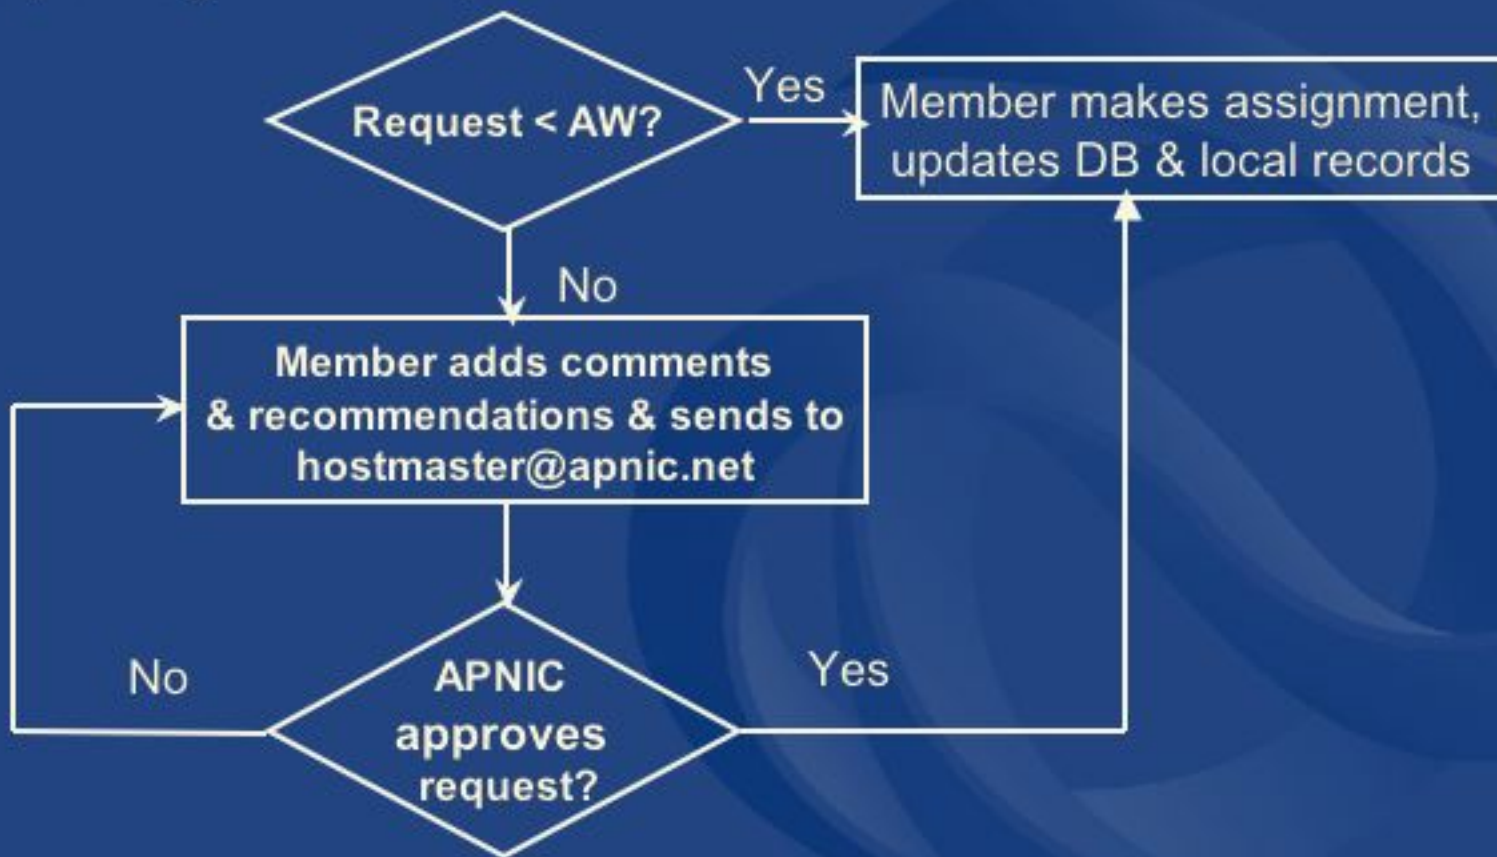 Request < AW?
Yes
Member makes assignment,
updates DB & local records
No
Member adds comments
& recommendations & sends to
hostmaster@apnic.net
No
APNIC
approves
request?
Yes